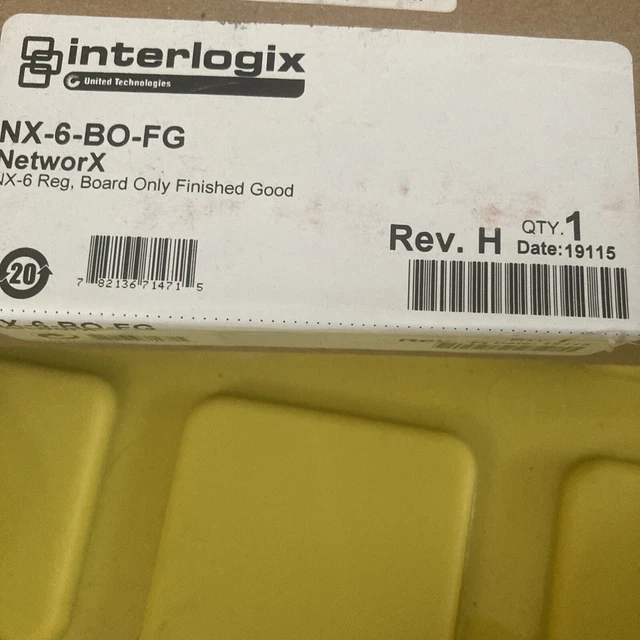 interlogix
United Technologies
NX-6-BO-FG
NetworX
NX-6 Reg, Board Only Finished Good
Rev. H QTY.1
Date:19115
20
7 82136 71471 5
X-6-BO-FG